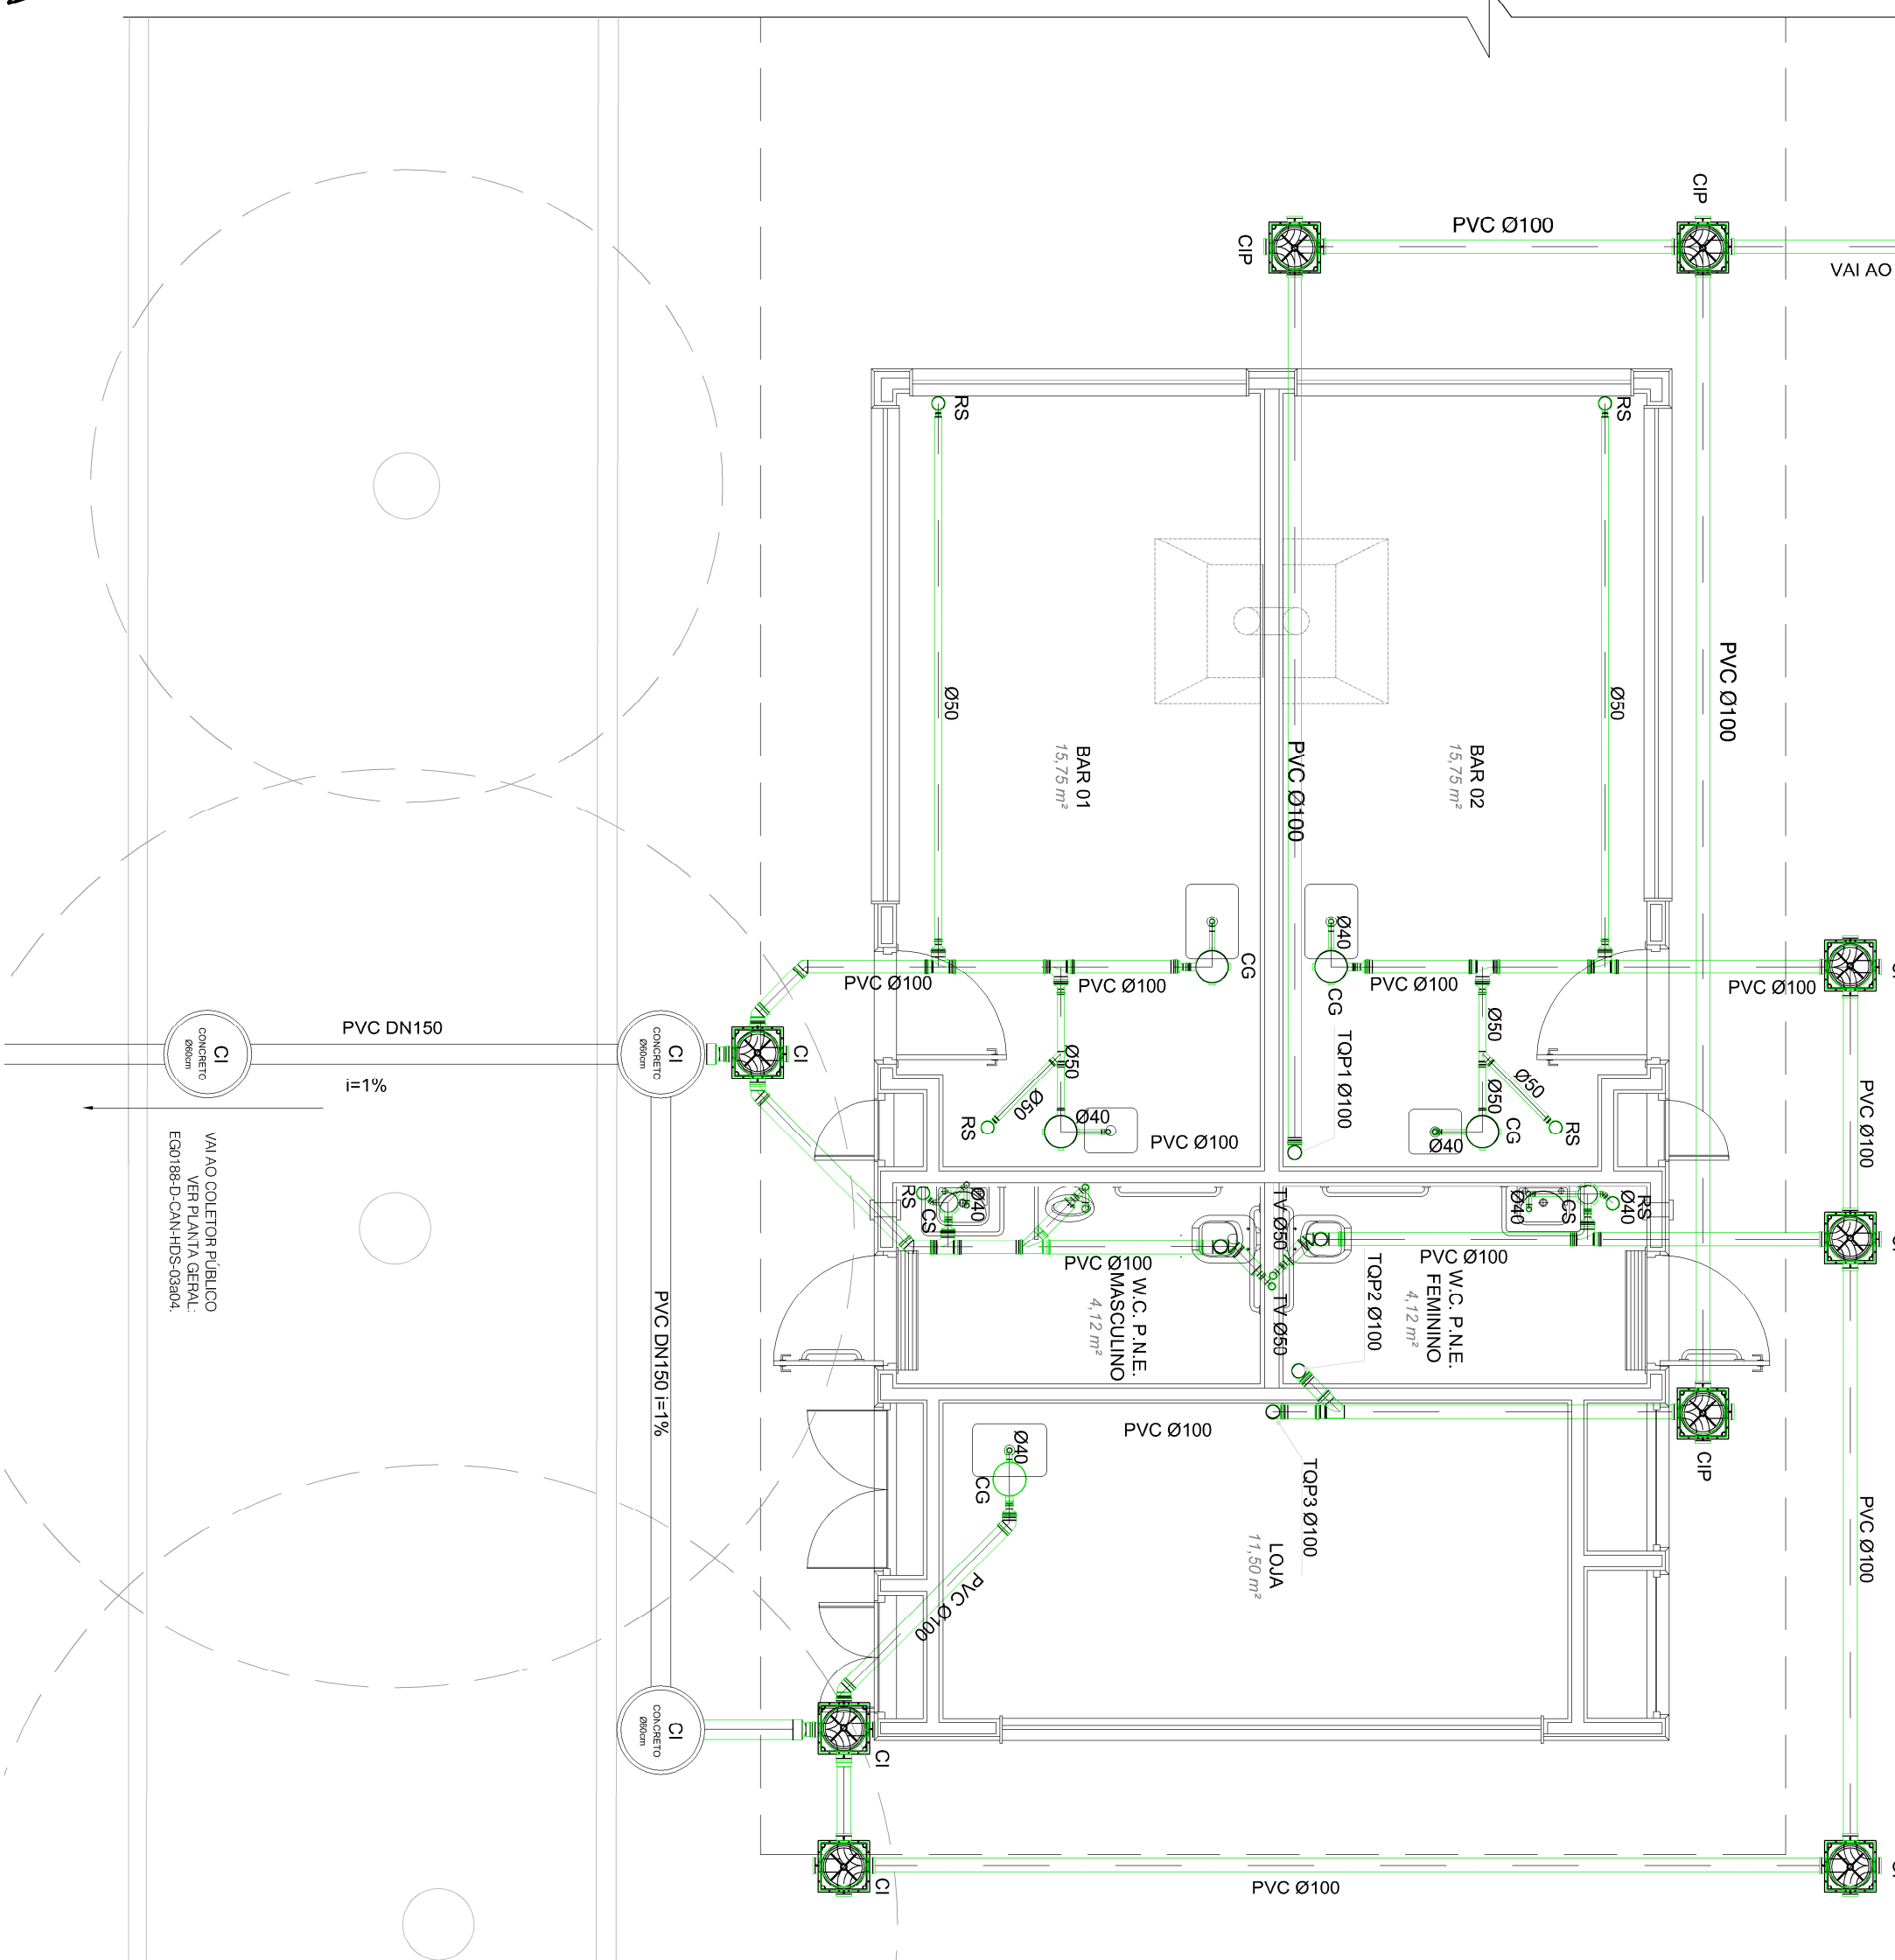 CIP
PVC Ø100
CIP
VAI AO
RS
RS
PVC Ø100
Ø50
Ø50
BAR 01
15,75 m²
PVC Ø100
BAR 02
15,75 m²
Ø40
CG
PVC Ø100
PVC Ø100
CG
PVC Ø100
PVC Ø100
PVC DN150
CI
CONCRETO
Ø60cm
CI
CONCRETO
Ø60cm
CI
i=1%
Ø50
Ø50
Ø50
TQP1 Ø100
Ø50
Ø50
PVC Ø100
RS
Ø40
PVC Ø100
Ø40
CG
RS
VAI AO COLETOR PÚBLICO
VER PLANTA GERAL:
EG0188-D-CAN-HDS-03a04.
RS
CS
Ø40
TV Ø50
Ø40
CS
Ø40
RS
PVC Ø100
PVC Ø100
W.C. P.N.E.
MASCULINO
4,12 m²
TV Ø50
TQP2 Ø100
W.C. P.N.E.
FEMININO
4,12 m²
PVC DN150 i=1%
PVC Ø100
Ø40
CG
CIP
TQP3 Ø100
PVC Ø100
LOJA
11,50 m²
PVC Ø100
CI
CONCRETO
Ø60cm
CI
CI
PVC Ø100